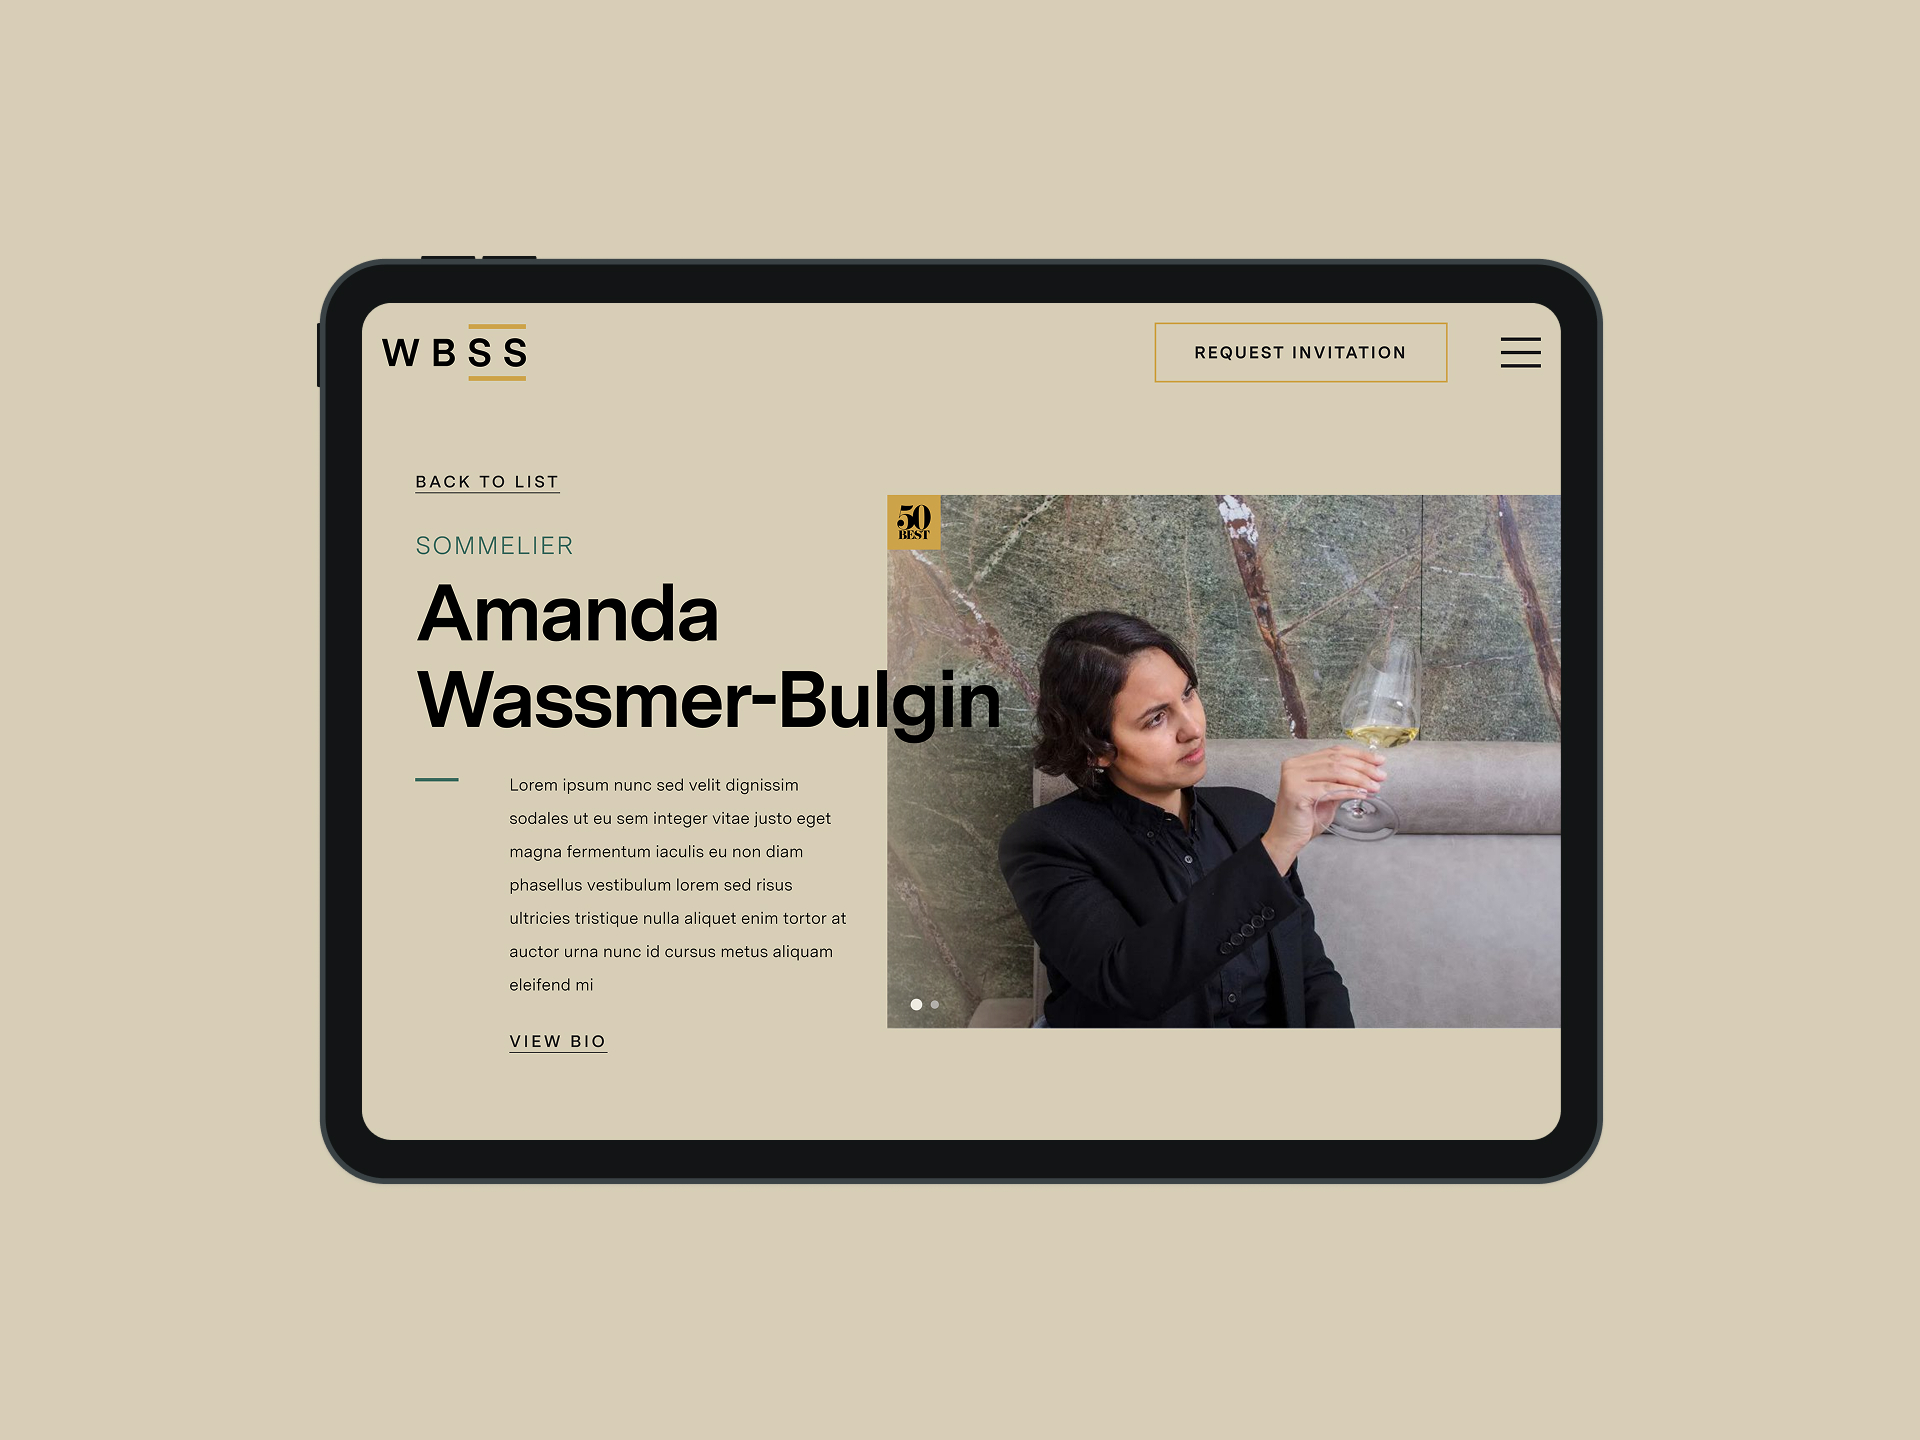 WBSS
REQUEST INVITATION
BACK TO LIST
SOMMELIER
Amanda
Wassmer-Bulgin
50
BEST
Lorem ipsum nunc sed velit dignissim
sodales ut eu sem integer vitae justo eget
magna fermentum iaculis eu non diam
phasellus vestibulum lorem sed risus
ultricies tristique nulla aliquet enim tortor at
auctor urna nunc id cursus metus aliquam
eleifend mi
VIEW BIO